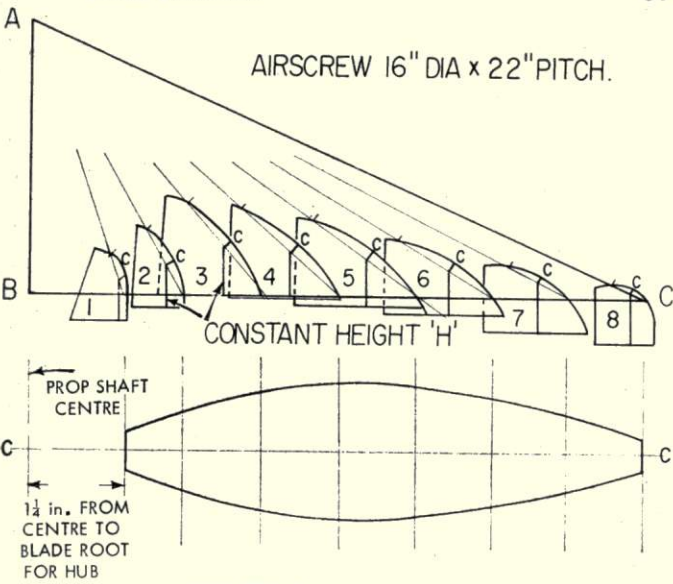 A
AIRSCREW 16" DIA x 22" PITCH.
B
C
1
2
3
4
5
6
7
8
c
c
c
c
c
c
c
c
CONSTANT HEIGHT 'H'
PROP SHAFT
CENTRE
C
C
1¼ in. FROM
CENTRE TO
BLADE ROOT
FOR HUB